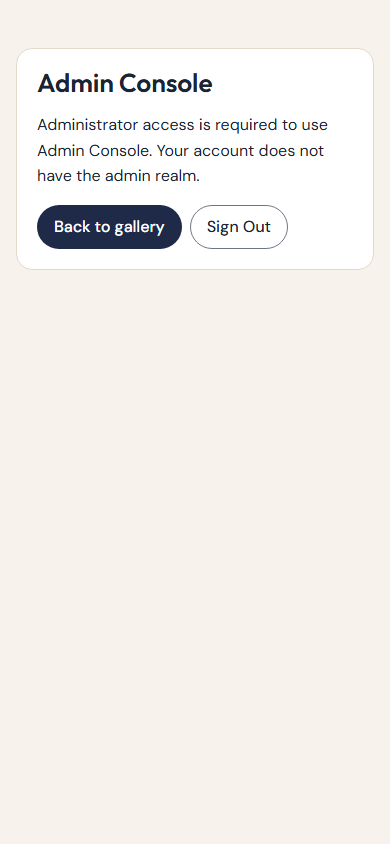 Admin Console
Administrator access is required to use
Admin Console. Your account does not
have the admin realm.
Back to gallery
Sign Out